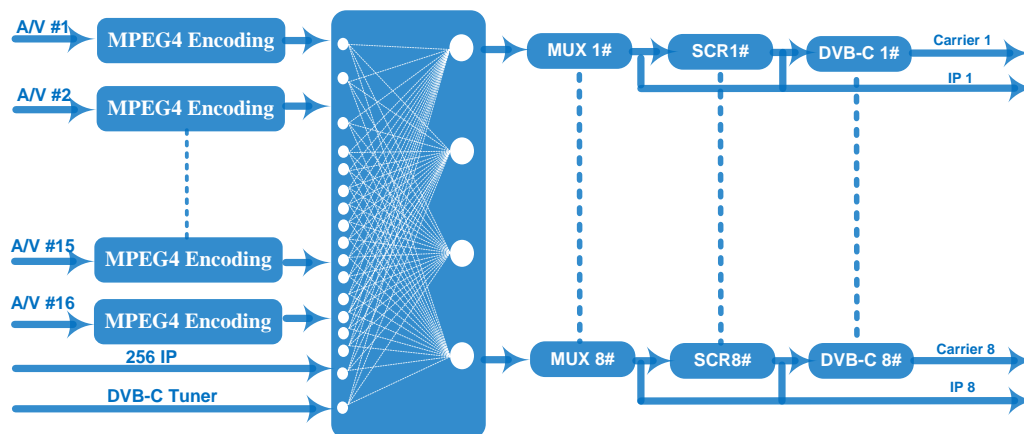 A/V #1
MPEG4 Encoding
A/V #2
MPEG4 Encoding
A/V #15
MPEG4 Encoding
A/V #16
MPEG4 Encoding
256 IP
DVB-C Tuner
MUX 1#
SCR1#
DVB-C 1#
Carrier 1
IP 1
MUX 8#
SCR8#
DVB-C 8#
Carrier 8
IP 8